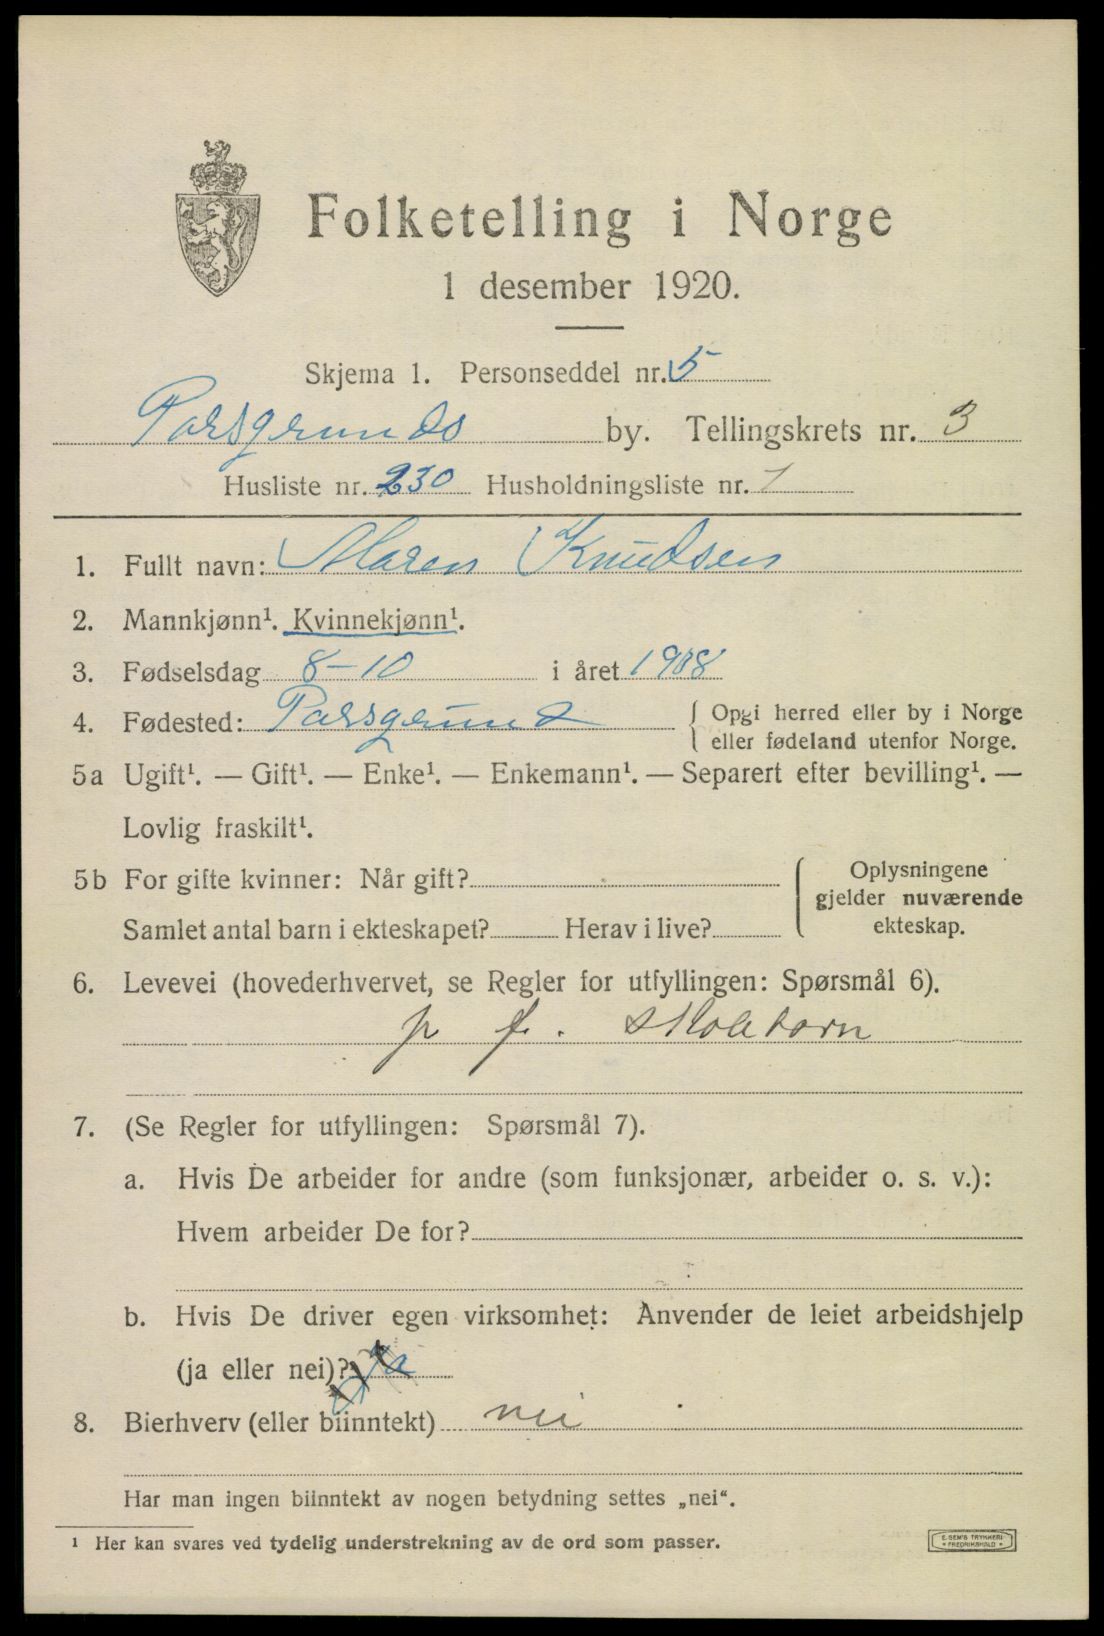 Folketelling i Norge
1 desember 1920.
Skjema 1. Personseddel nr. 5
Porsgrunds by. Tellingskrets nr. 3
Husliste nr. 230 Husholdningsliste nr. 1
1. Fullt navn: Maren Knudsen
2. Mannkjønn¹. Kvinnekjønn¹.
3. Fødselsdag 8-10 i året 1908
4. Fødested: Porsgrund { Opgi herred eller by i Norge
eller fødeland utenfor Norge.
5a Ugift¹. — Gift¹. — Enke¹. — Enkemann¹. — Separert efter bevilling¹. —
Lovlig fraskilt¹.
5b For gifte kvinner: Når gift?
Samlet antal barn i ekteskapet? Herav i live?
Oplysningene
gjelder nuværende
ekteskap.
6. Levevei (hovederhvervet, se Regler for utfyllingen: Spørsmål 6).
p f. skolebarn
7. (Se Regler for utfyllingen: Spørsmål 7).
a. Hvis De arbeider for andre (som funksjonær, arbeider o. s. v.):
Hvem arbeider De for?
b. Hvis De driver egen virksomhet: Anvender de leiet arbeidshjelp
(ja eller nei)? ja
8. Bierhverv (eller biinntekt) nei
Har man ingen biinntekt av nogen betydning settes „nei“.
¹ Her kan svares ved tydelig understrekning av de ord som passer.
E. SEM'S TRYKKERI
• FREDRIKSHALD •